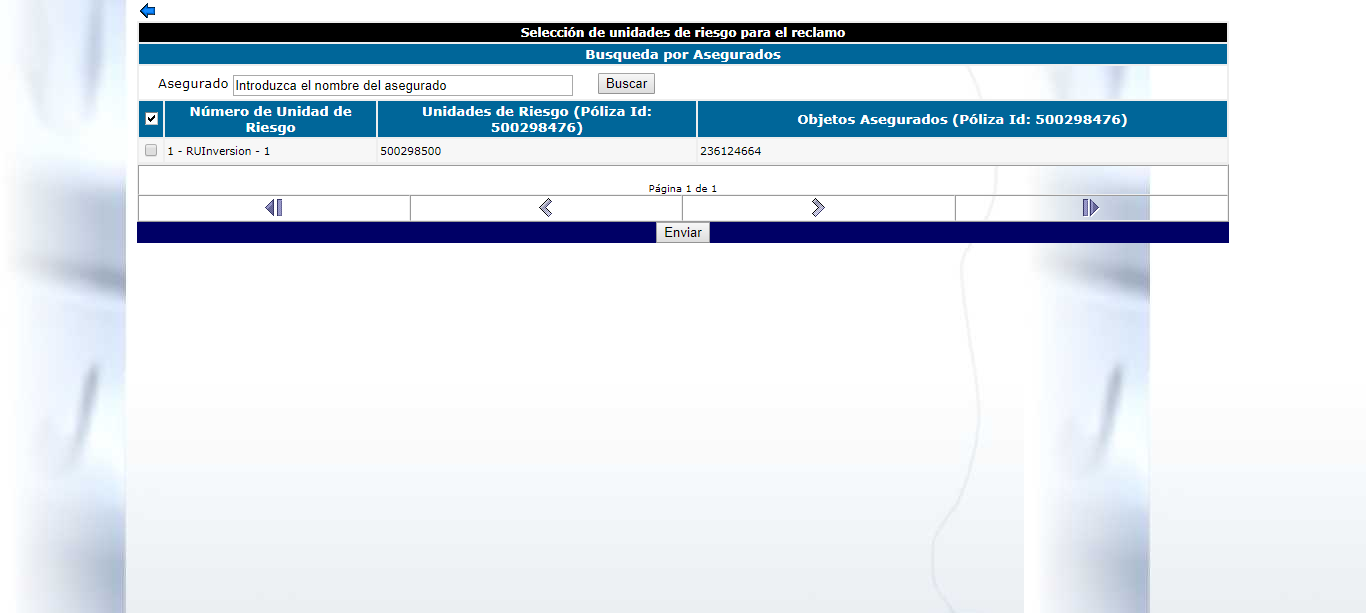 Selección de unidades de riesgo para el reclamo
Busqueda por Asegurados
Asegurado Introduzca el nombre del asegurado Buscar
Número de Unidad de Riesgo Unidades de Riesgo (Póliza Id: 500298476) Objetos Asegurados (Póliza Id: 500298476)
1 - RUInversion - 1 500298500 236124664
Página 1 de 1
Enviar